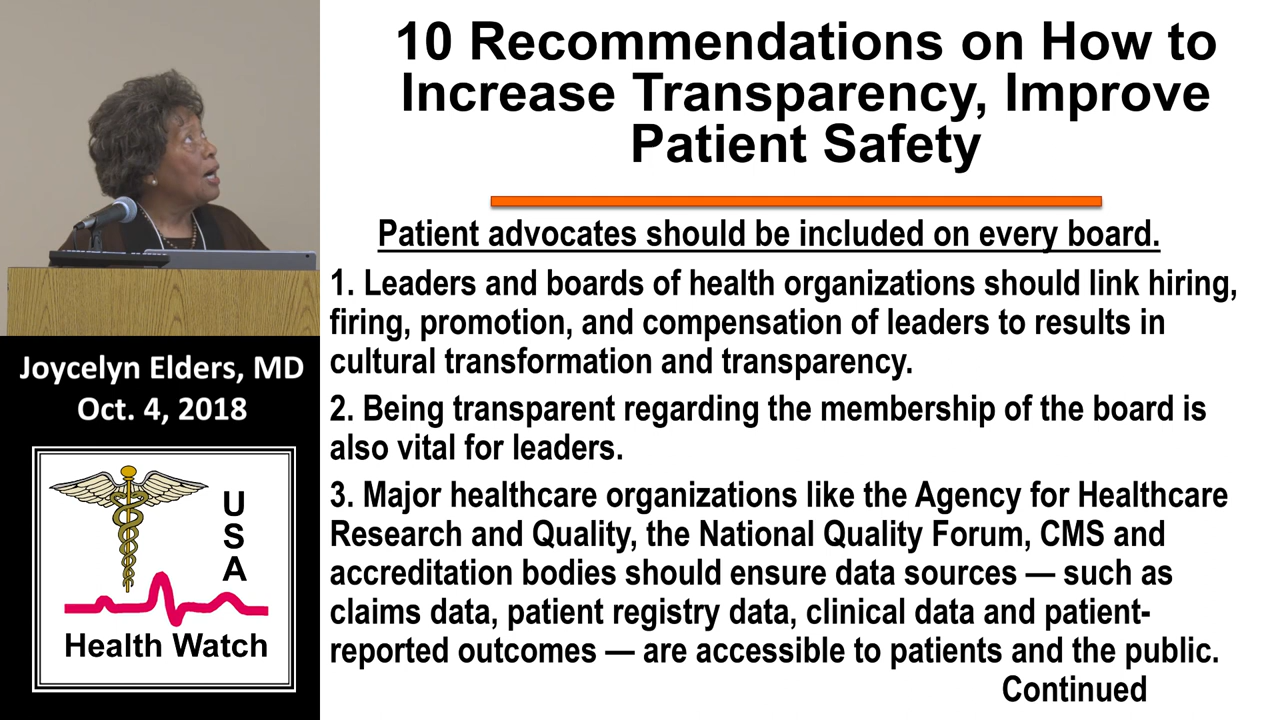 10 Recommendations on How to
Increase Transparency, Improve
Patient Safety
Patient advocates should be included on every board.
1. Leaders and boards of health organizations should link hiring,
firing, promotion, and compensation of leaders to results in
cultural transformation and transparency.
2. Being transparent regarding the membership of the board is
also vital for leaders.
3. Major healthcare organizations like the Agency for Healthcare
Research and Quality, the National Quality Forum, CMS and
accreditation bodies should ensure data sources — such as
claims data, patient registry data, clinical data and patient-
reported outcomes — are accessible to patients and the public.
Continued
Joycelyn Elders, MD
Oct. 4, 2018
U
S
A
Health Watch